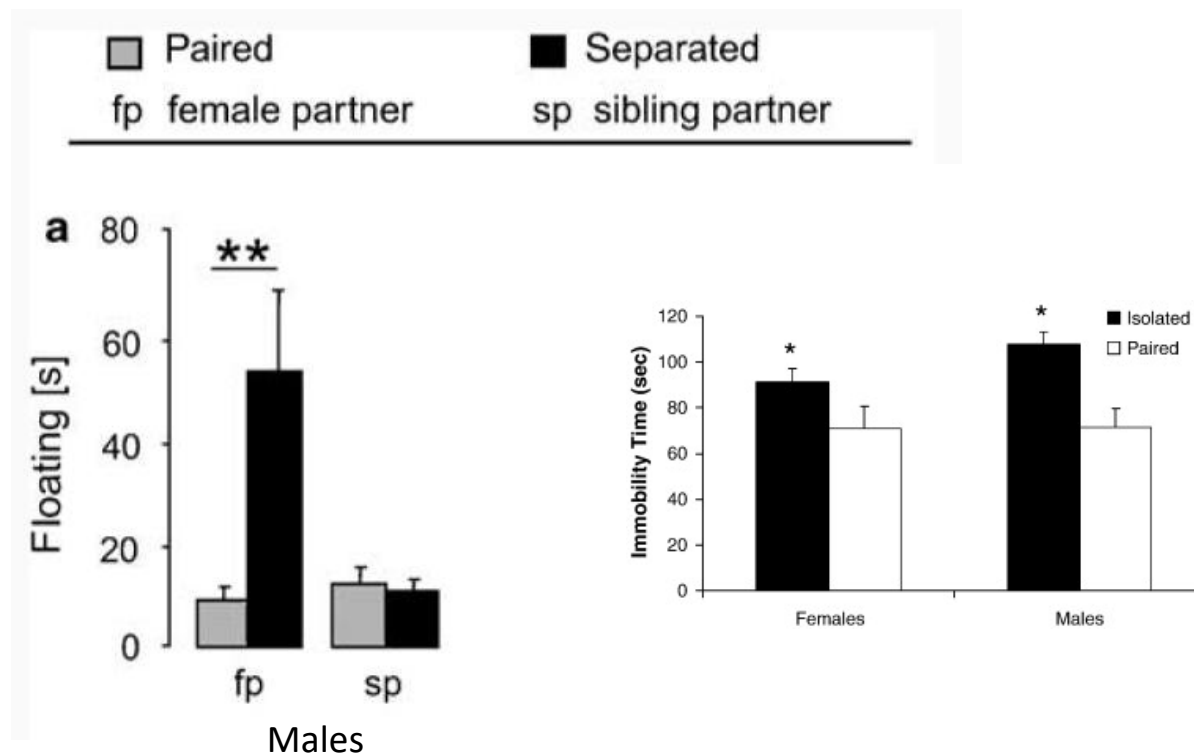 Paired
Separated
fp female partner
sp sibling partner
a
80
60
40
20
0
Floating [s]
**
fp
sp
Males
120
100
80
60
40
20
0
Immobility Time (sec)
*
*
Isolated
Paired
Females
Males